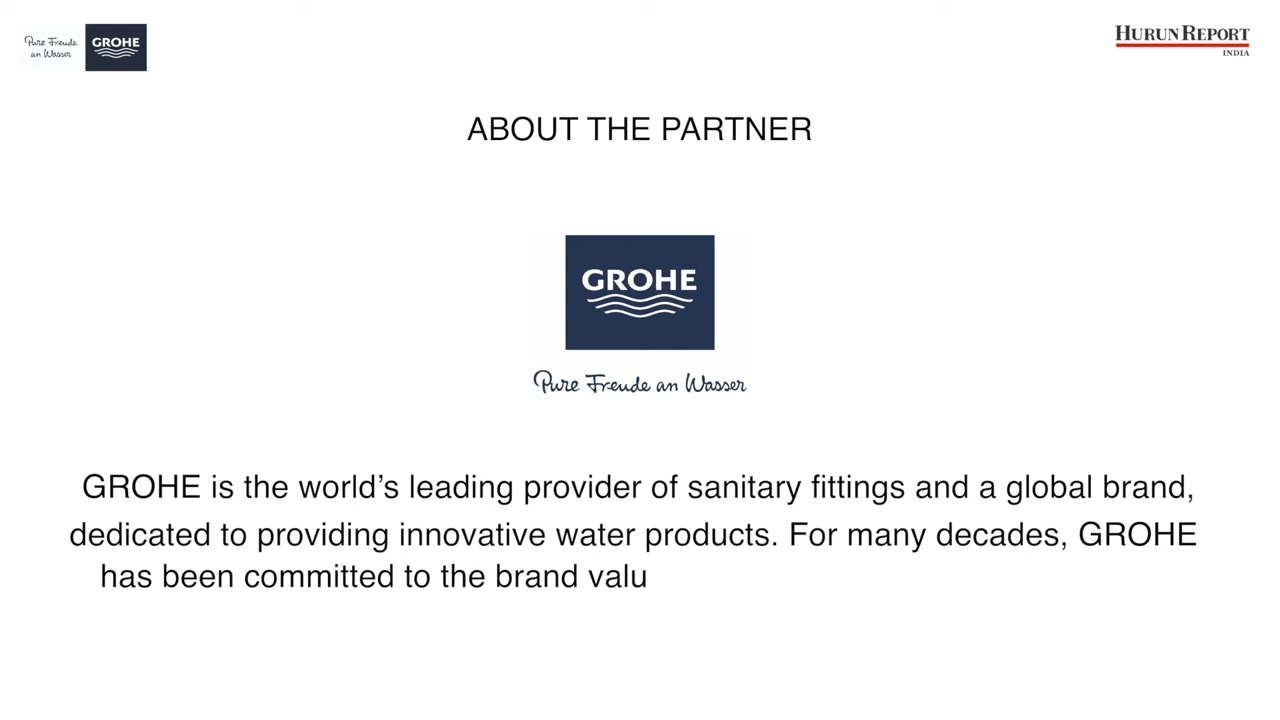 Pure Freude
an Wasser
GROHE
HURUN REPORT
INDIA
ABOUT THE PARTNER
GROHE
Pure Freude an Wasser
GROHE is the world’s leading provider of sanitary fittings and a global brand,
dedicated to providing innovative water products. For many decades, GROHE
has been committed to the brand valu